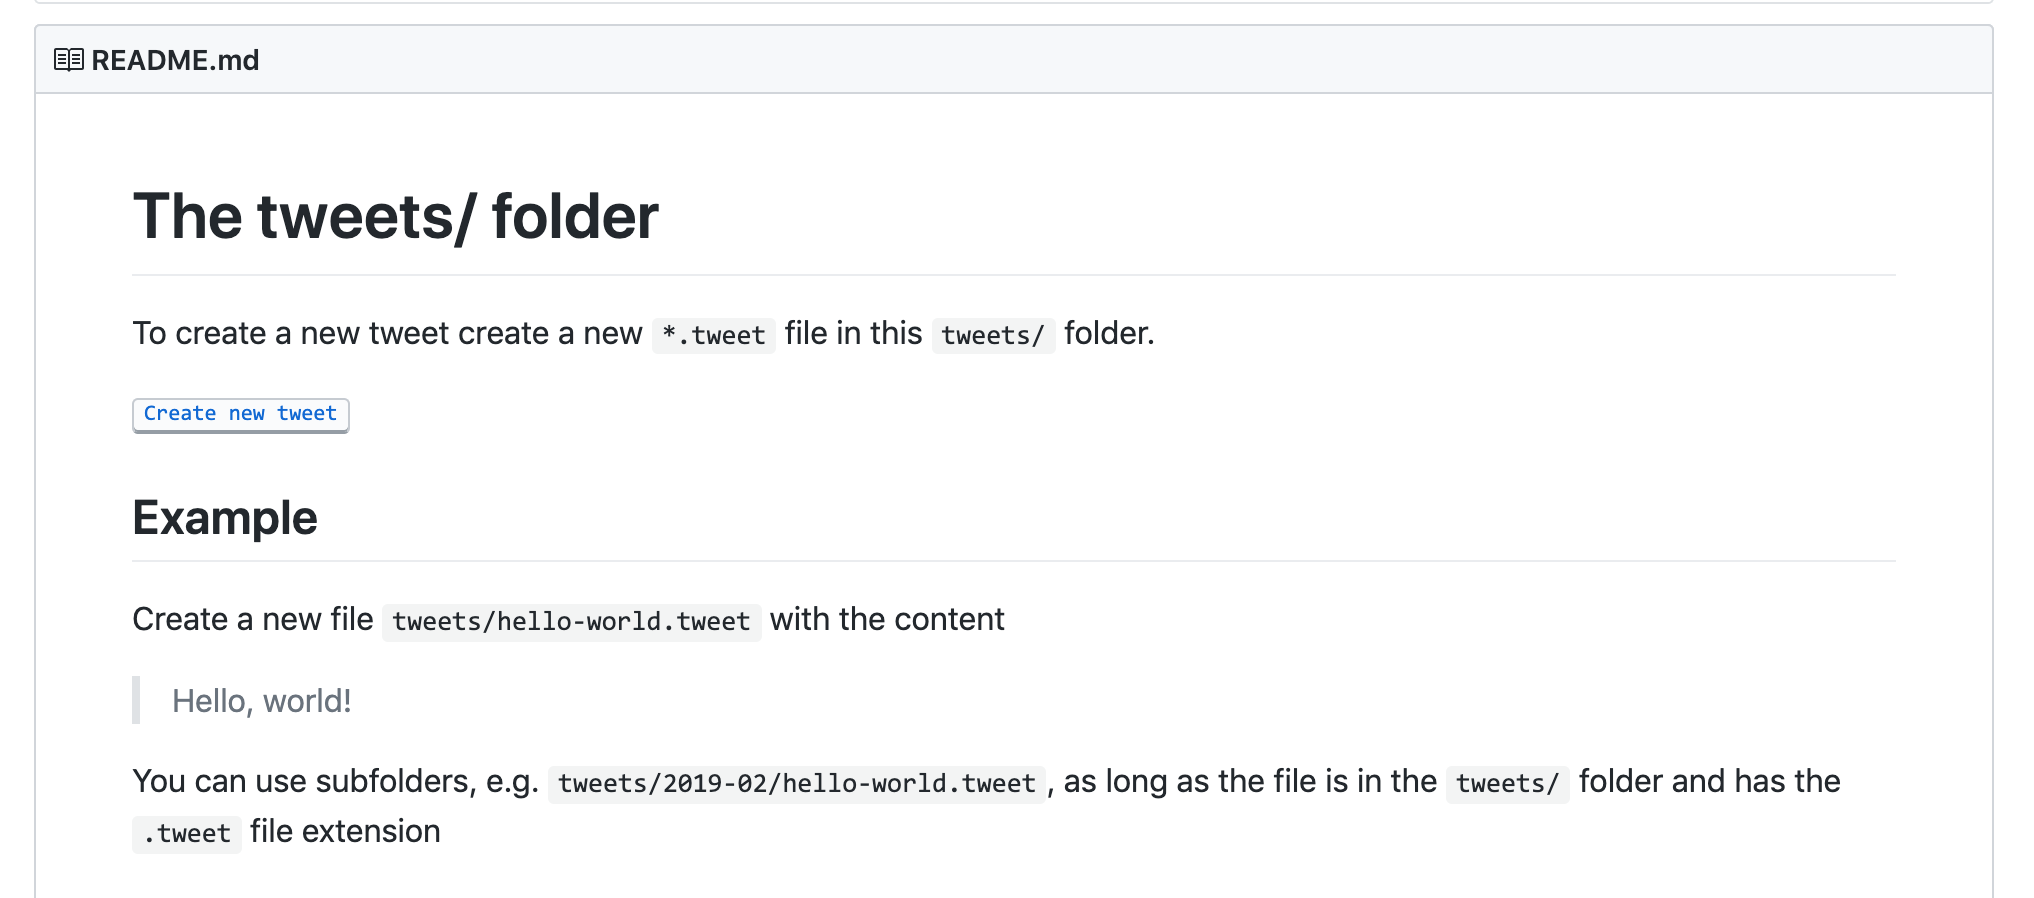 README.md
The tweets/ folder
To create a new tweet create a new *.tweet file in this tweets/ folder.
Create new tweet
Example
Create a new file tweets/hello-world.tweet with the content
Hello, world!
You can use subfolders, e.g. tweets/2019-02/hello-world.tweet, as long as the file is in the tweets/ folder and has the
.tweet file extension